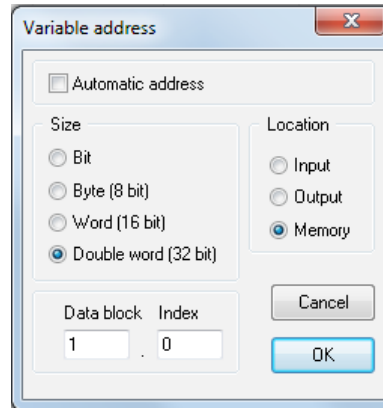 Variable address
Automatic address
Size
Bit
Byte (8 bit)
Word (16 bit)
Double word (32 bit)
Location
Input
Output
Memory
Data block Index
1 . 0
Cancel
OK